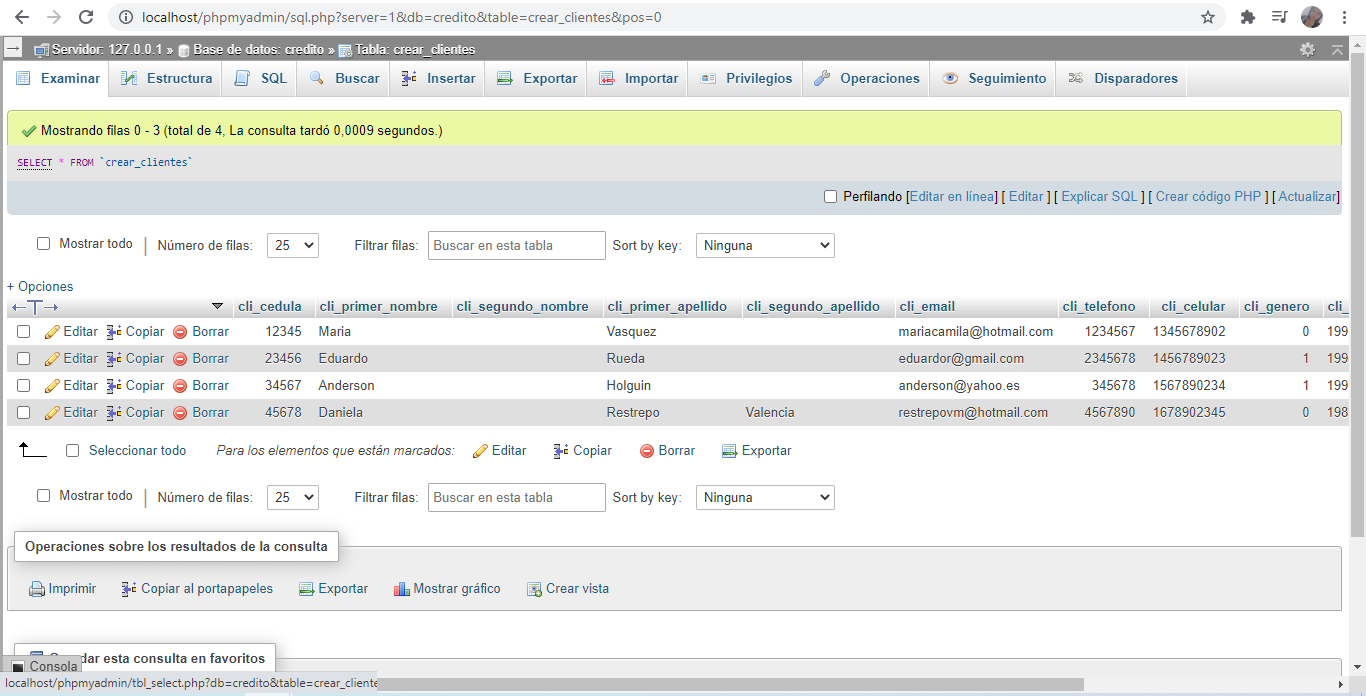 localhost/phpmyadmin/sql.php?server=1&db=credito&table=crear_clientes&pos=0
Servidor: 127.0.0.1 » Base de datos: credito » Tabla: crear_clientes
Examinar Estructura SQL Buscar Insertar Exportar Importar Privilegios Operaciones Seguimiento Disparadores
Mostrando filas 0 - 3 (total de 4, La consulta tardó 0,0009 segundos.)
SELECT * FROM `crear_clientes`
Perfilando [Editar en línea] [ Editar ] [ Explicar SQL ] [ Crear código PHP ] [ Actualizar]
Mostrar todo | Número de filas: 25 Filtrar filas: Buscar en esta tabla Sort by key: Ninguna
+ Opciones
←T→ cli_cedula cli_primer_nombre cli_segundo_nombre cli_primer_apellido cli_segundo_apellido cli_email cli_telefono cli_celular cli_genero cli_
Editar Copiar Borrar 12345 Maria Vasquez mariacamila@hotmail.com 1234567 1345678902 0 199
Editar Copiar Borrar 23456 Eduardo Rueda eduardor@gmail.com 2345678 1456789023 1 199
Editar Copiar Borrar 34567 Anderson Holguin anderson@yahoo.es 345678 1567890234 1 199
Editar Copiar Borrar 45678 Daniela Restrepo Valencia restrepovm@hotmail.com 4567890 1678902345 0 198
Seleccionar todo Para los elementos que están marcados: Editar Copiar Borrar Exportar
Mostrar todo | Número de filas: 25 Filtrar filas: Buscar en esta tabla Sort by key: Ninguna
Operaciones sobre los resultados de la consulta
Imprimir Copiar al portapapeles Exportar Mostrar gráfico Crear vista
dar esta consulta en favoritos
Consola
localhost/phpmyadmin/tbl_select.php?db=credito&table=crear_cliente